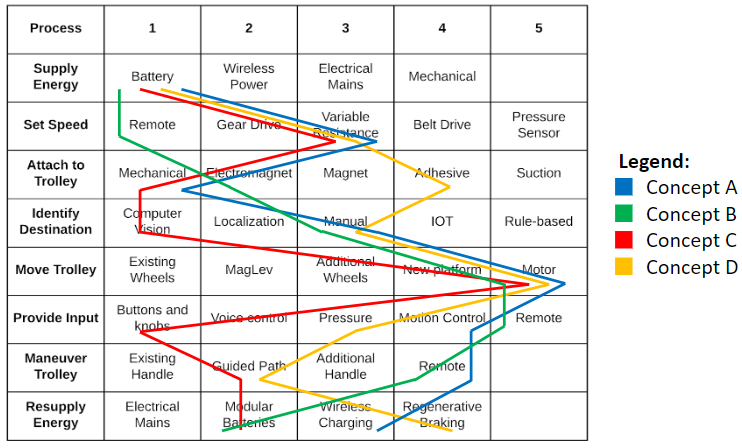 Process 1 2 3 4 5
Supply Energy Battery Wireless Power Electrical Mains Mechanical
Set Speed Remote Gear Drive Variable Resistance Belt Drive Pressure Sensor
Attach to Trolley Mechanical Electromagnet Magnet Adhesive Suction
Identify Destination Computer Vision Localization Manual IOT Rule-based
Move Trolley Existing Wheels MagLev Additional Wheels New platform Motor
Provide Input Buttons and knobs Voice control Pressure Motion Control Remote
Maneuver Trolley Existing Handle Guided Path Additional Handle Remote
Resupply Energy Electrical Mains Modular Batteries Wireless Charging Regenerative Braking
Legend:
Concept A
Concept B
Concept C
Concept D